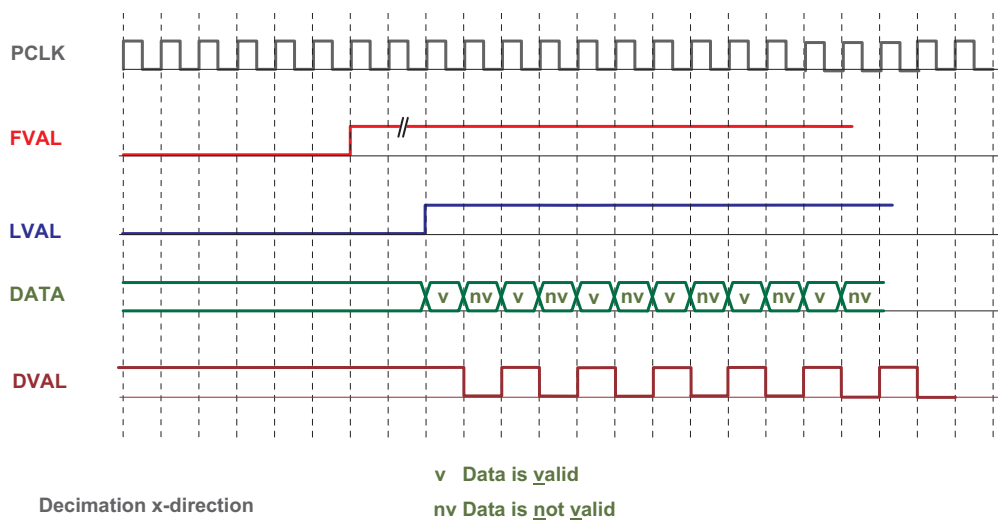 PCLK
FVAL
LVAL
DATA
v nv v nv v nv v nv v nv v nv
DVAL
v Data is valid
Decimation x-direction
nv Data is not valid